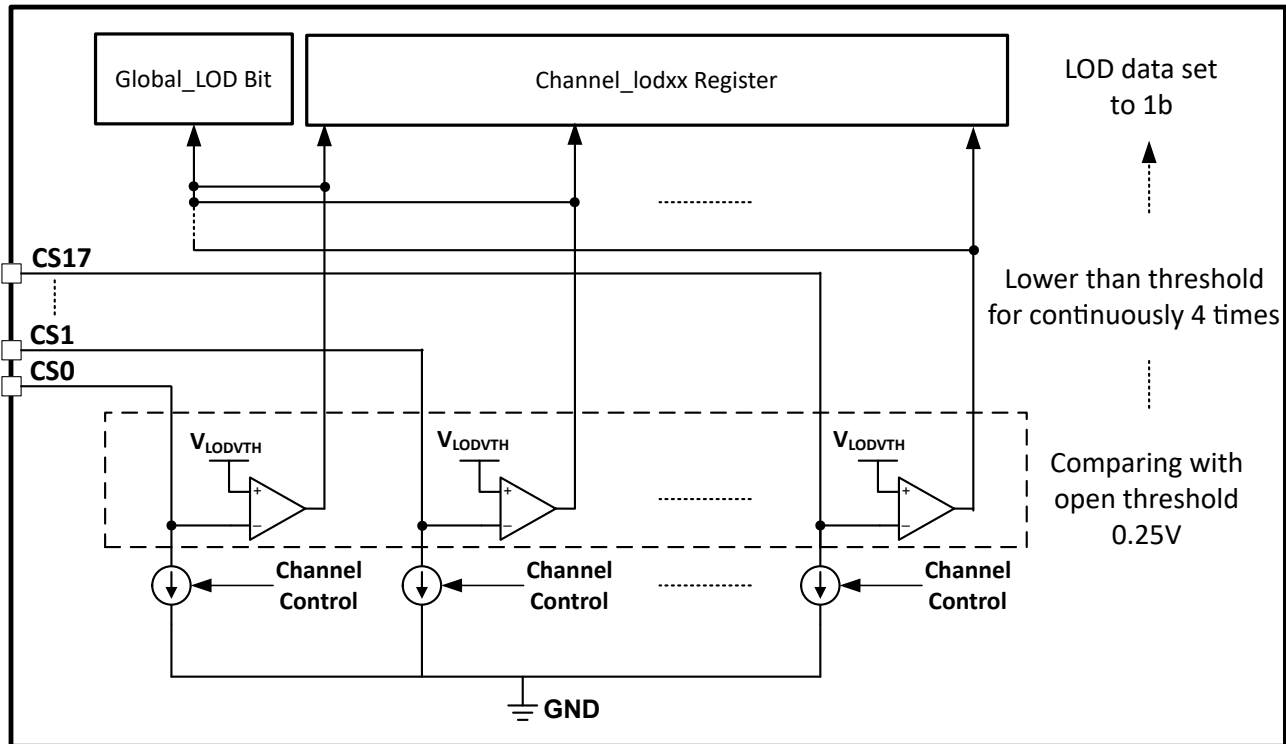 Global_LOD Bit
Channel_lodxx Register
LOD data set
to 1b
CS17
CS1
CS0
Lower than threshold
for continuously 4 times
VLODVTH
+
−
VLODVTH
+
−
VLODVTH
+
−
Comparing with
open threshold
0.25V
Channel
Control
Channel
Control
Channel
Control
GND